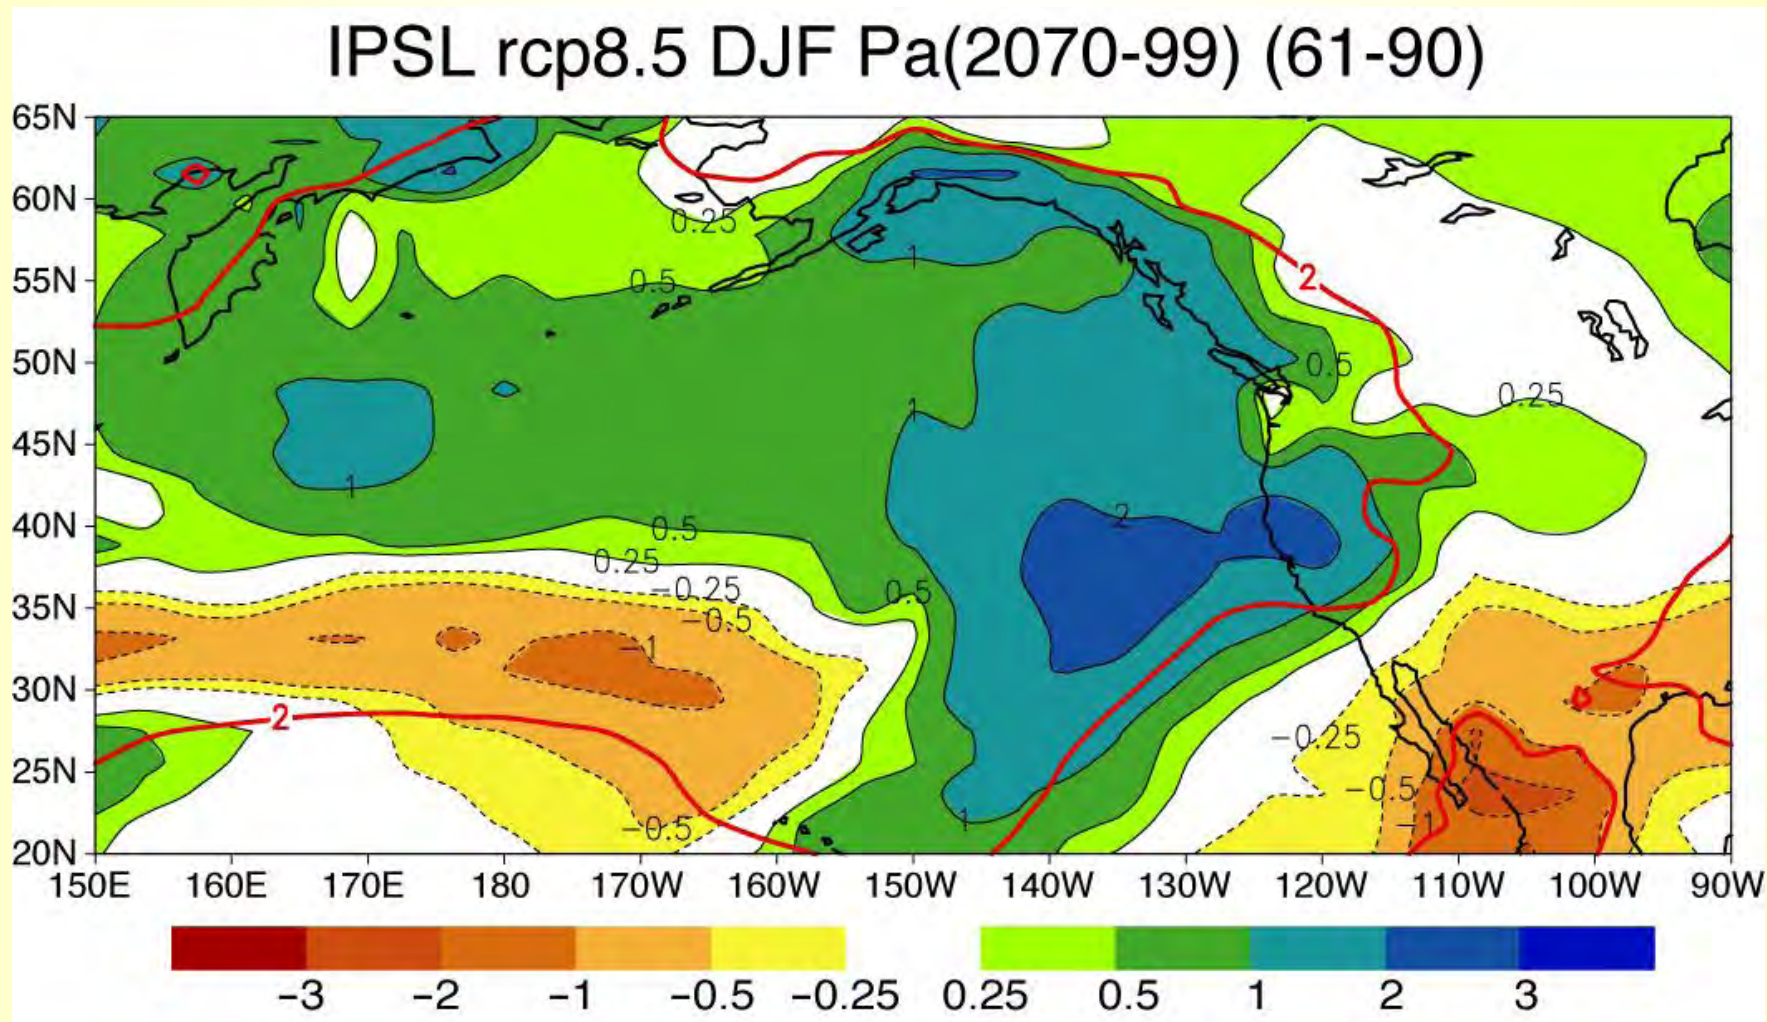 IPSL rcp8.5 DJF Pa(2070-99) (61-90)
65N
60N
0.25
0.5
1
55N
2
50N
0.5
1
0.25
45N
1
2
40N
0.5
0.25
−0.25
0.5
35N
−0.5
−1
30N
2
−0.25
25N
−0.5
−0.5
1
−1
20N
150E 160E 170E 180 170W 160W 150W 140W 130W 120W 110W 100W 90W
−3 −2 −1 −0.5 −0.25 0.25 0.5 1 2 3